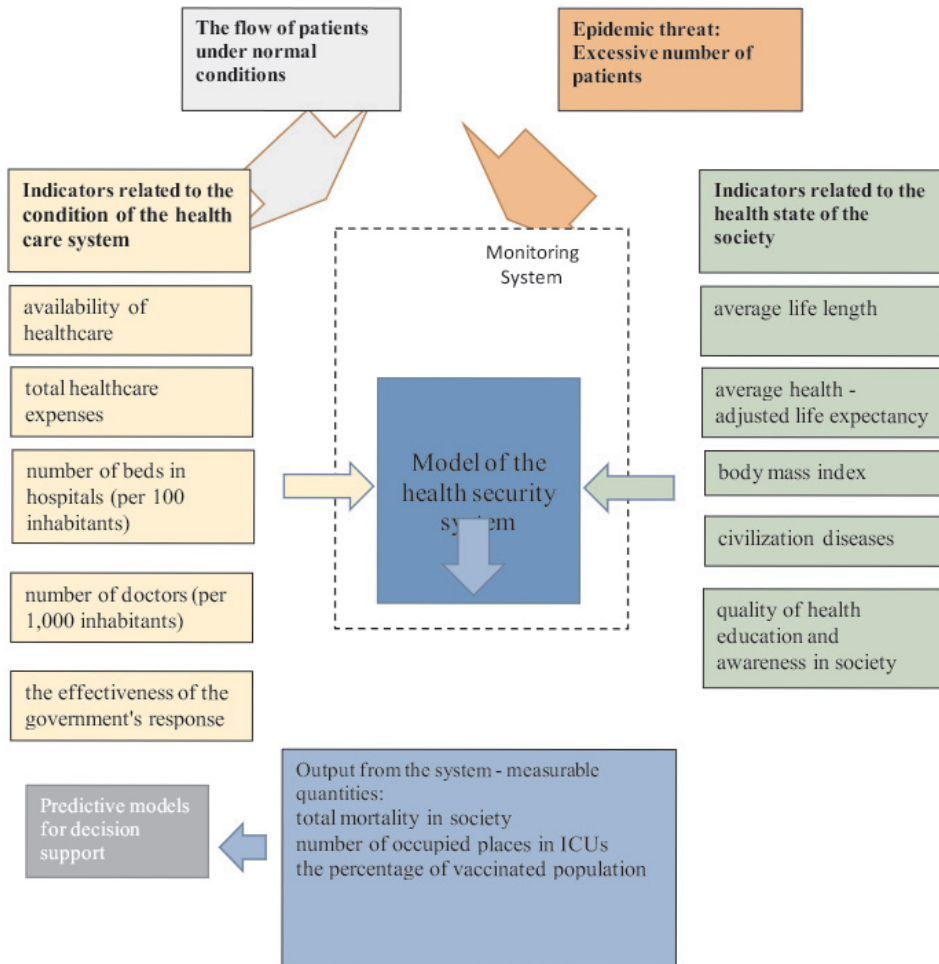 The flow of patients
under normal
conditions
Epidemic threat:
Excessive number of
patients
Indicators related to the
condition of the health
care system
availability of
healthcare
total healthcare
expenses
number of beds in
hospitals (per 100
inhabitants)
number of doctors (per
1,000 inhabitants)
the effectiveness of the
government's response
Monitoring
System
Model of the
health security
system
Indicators related to the
health state of the
society
average life length
average health -
adjusted life expectancy
body mass index
civilization diseases
quality of health
education and
awareness in society
Output from the system - measurable
quantities:
total mortality in society
number of occupied places in ICUs
the percentage of vaccinated population
Predictive models
for decision
support